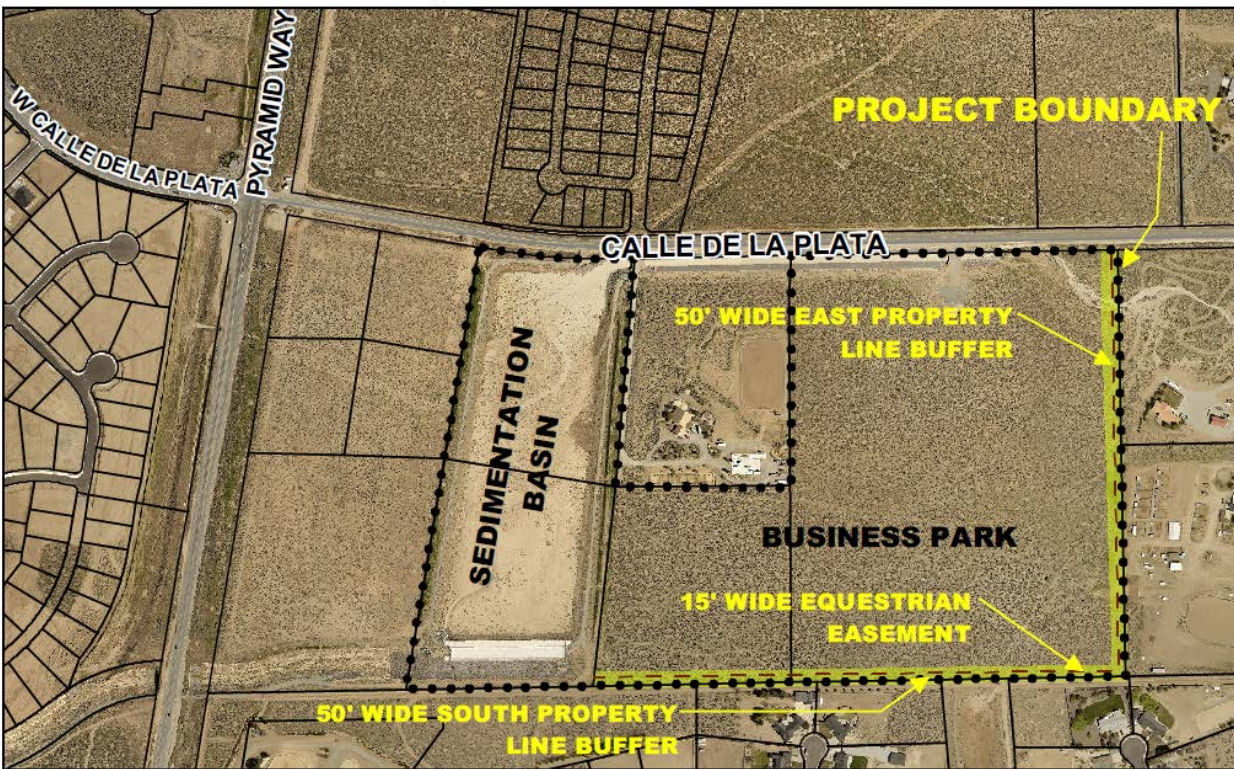 PROJECT BOUNDARY
W CALLE DE LA PLATA
PYRAMID WAY
CALLE DE LA PLATA
50' WIDE EAST PROPERTY
LINE BUFFER
SEDIMENTATION
BASIN
BUSINESS PARK
15' WIDE EQUESTRIAN
EASEMENT
50' WIDE SOUTH PROPERTY
LINE BUFFER